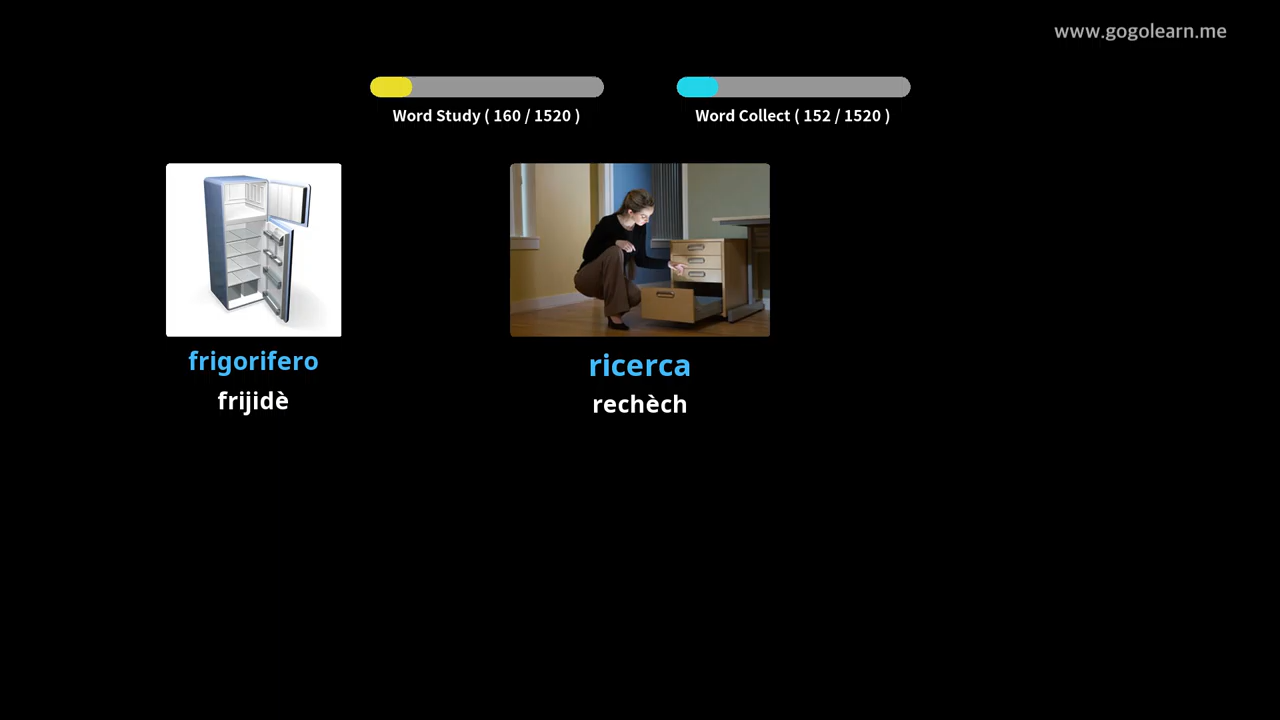 www.gogolearn.me
Word Study ( 160 / 1520 )
Word Collect ( 152 / 1520 )
frigorifero
frijidè
ricerca
rechèch